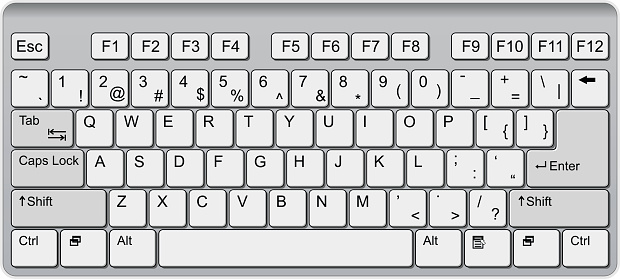 Esc F1 F2 F3 F4 F5 F6 F7 F8 F9 F10 F11 F12
~ ` 1 ! 2 @ 3 # 4 $ 5 % 6 ^ 7 & 8 * 9 ( 0 ) - _ + = \ |
Tab Q W E R T Y U I O P [ { ] }
Caps Lock A S D F G H J K L ; : ‘ “ Enter
Shift Z X C V B N M ’ < . > / ? Shift
Ctrl Alt Alt Ctrl